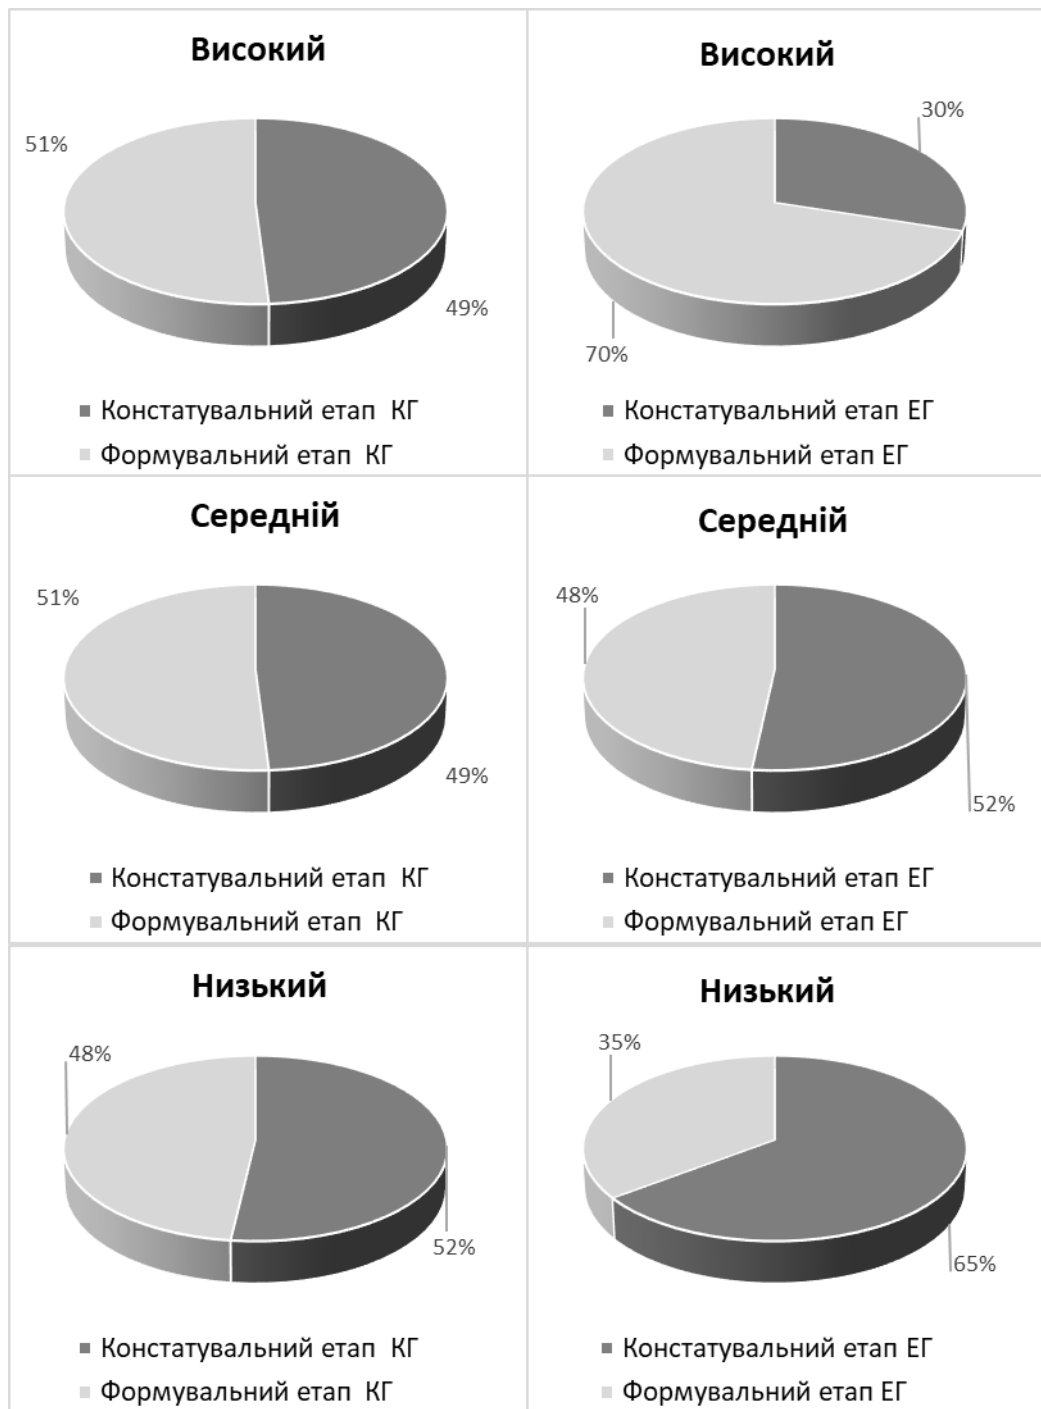 Високий
51%
49%
Констатувальний етап КГ
Формувальний етап КГ
Високий
30%
70%
Констатувальний етап ЕГ
Формувальний етап ЕГ
Середній
51%
49%
Констатувальний етап КГ
Формувальний етап КГ
Середній
48%
52%
Констатувальний етап ЕГ
Формувальний етап ЕГ
Низький
48%
52%
Констатувальний етап КГ
Формувальний етап КГ
Низький
35%
65%
Констатувальний етап ЕГ
Формувальний етап ЕГ